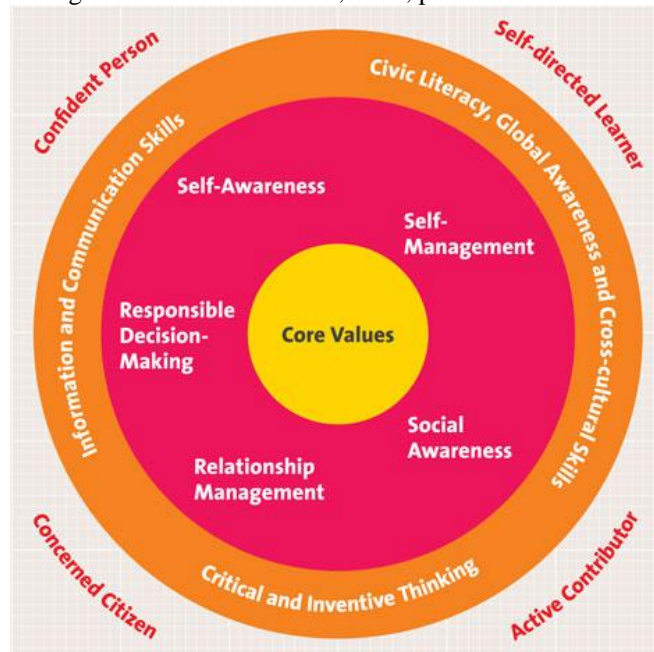 Confident Person
Self-directed Learner
Information and Communication Skills
Civic Literacy, Global Awareness and Cross-cultural Skills
Self-Awareness
Self-
Management
Responsible
Decision-
Making
Core Values
Social
Awareness
Relationship
Management
Critical and Inventive Thinking
Concerned Citizen
Active Contributor